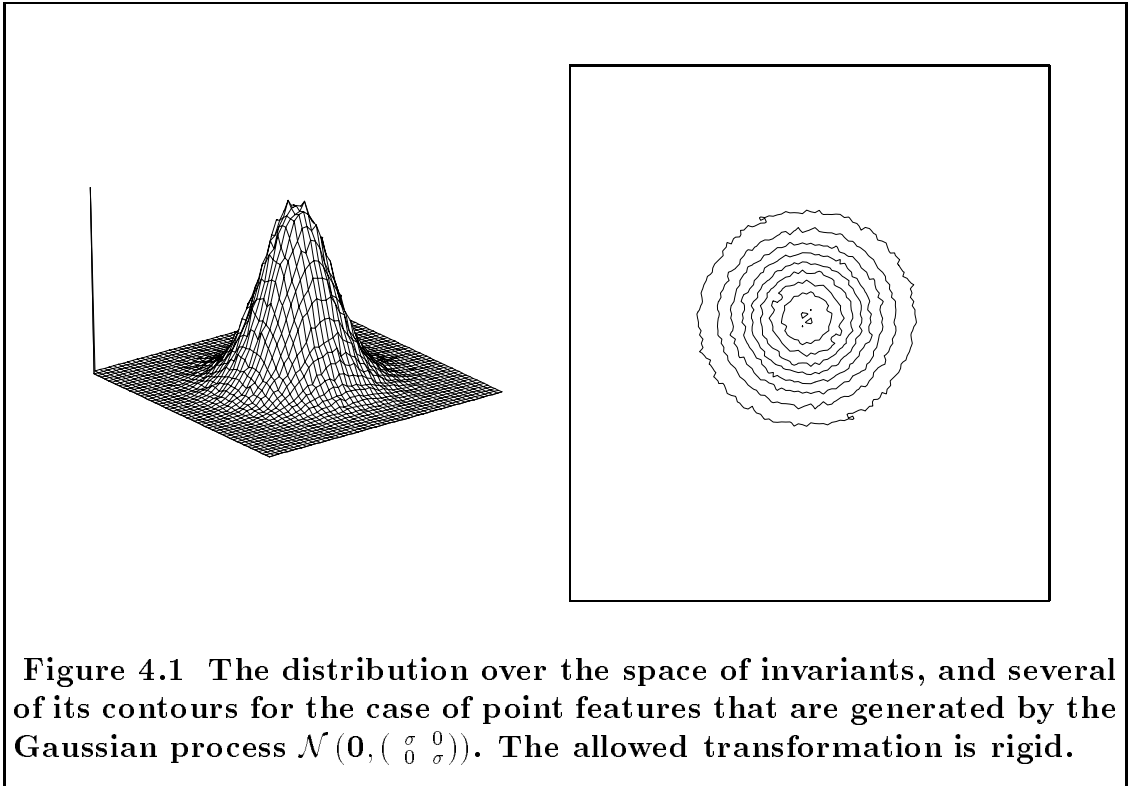 Figure 4.1 The distribution over the space of invariants, and several
of its contours for the case of point features that are generated by the
Gaussian process 𝒩(0, ( σ 0 0 σ )). The allowed transformation is rigid.